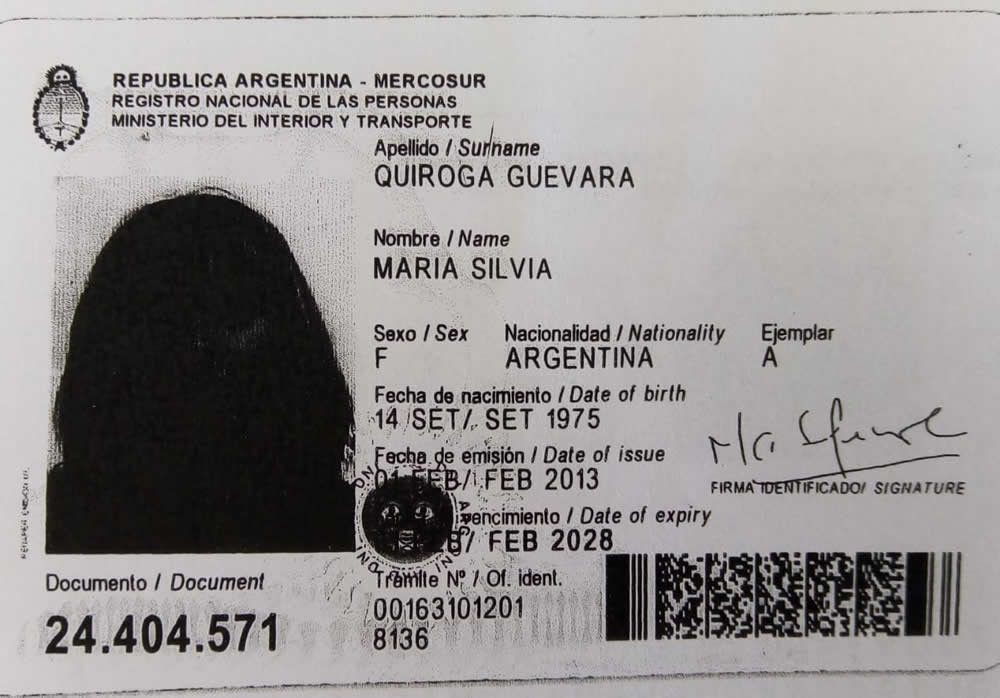 REPUBLICA ARGENTINA - MERCOSUR
REGISTRO NACIONAL DE LAS PERSONAS
MINISTERIO DEL INTERIOR Y TRANSPORTE
Apellido / Surname
QUIROGA GUEVARA
Nombre / Name
MARIA SILVIA
Sexo / Sex Nacionalidad / Nationality Ejemplar
F ARGENTINA A
Fecha de nacimiento / Date of birth
14 SET/ SET 1975
Fecha de emisión / Date of issue
01 FEB/ FEB 2013
FIRMA IDENTIFICADO/ SIGNATURE
vencimiento / Date of expiry
FEB 2028
Documento / Document
24.404.571
Trámite Nº / Of. ident.
00163101201
8136